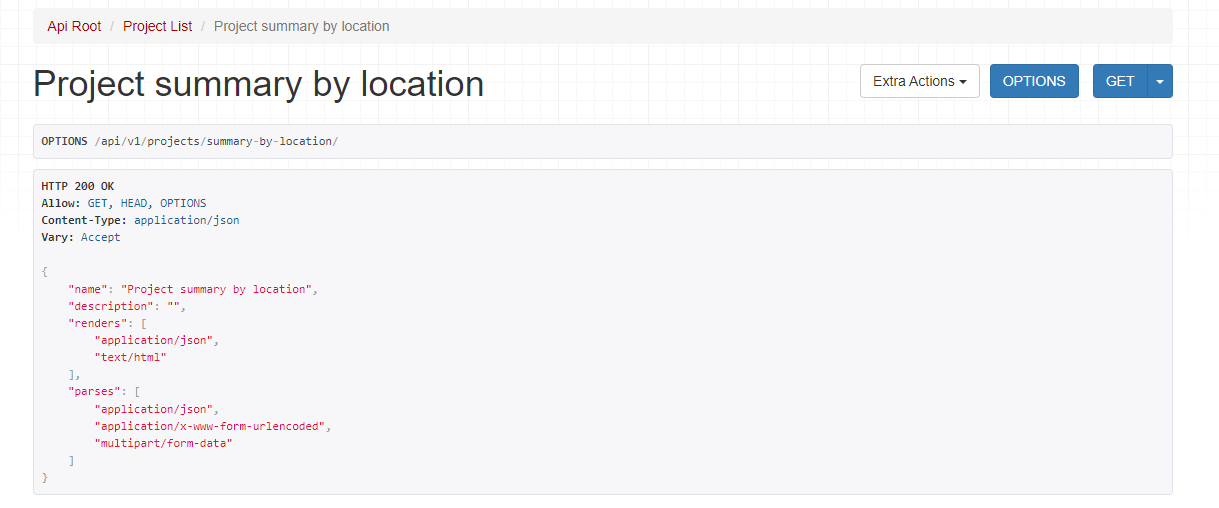 Api Root / Project List / Project summary by location
Project summary by location
Extra Actions
OPTIONS
GET
OPTIONS /api/v1/projects/summary-by-location/
HTTP 200 OK
Allow: GET, HEAD, OPTIONS
Content-Type: application/json
Vary: Accept
{
    "name": "Project summary by location",
    "description": "",
    "renders": [
        "application/json",
        "text/html"
    ],
    "parses": [
        "application/json",
        "application/x-www-form-urlencoded",
        "multipart/form-data"
    ]
}